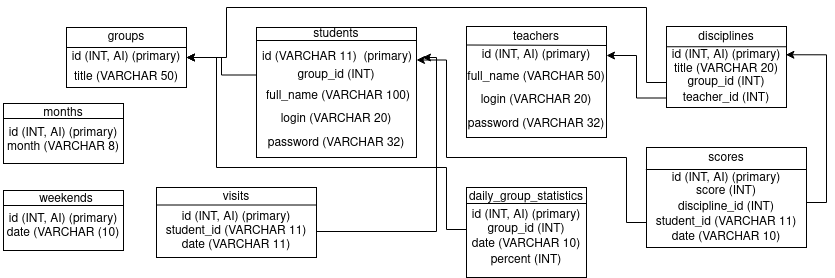 groups
id (INT, AI) (primary)
title (VARCHAR 50)
students
id (VARCHAR 11) (primary)
group_id (INT)
full_name (VARCHAR 100)
login (VARCHAR 20)
password (VARCHAR 32)
teachers
id (INT, AI) (primary)
full_name (VARCHAR 50)
login (VARCHAR 20)
password (VARCHAR 32)
disciplines
id (INT, AI) (primary)
title (VARCHAR 20)
group_id (INT)
teacher_id (INT)
months
id (INT, AI) (primary)
month (VARCHAR 8)
weekends
id (INT, AI) (primary)
date (VARCHAR (10)
visits
id (INT, AI) (primary)
student_id (VARCHAR 11)
date (VARCHAR 11)
daily_group_statistics
id (INT, AI) (primary)
group_id (INT)
date (VARCHAR 10)
percent (INT)
scores
id (INT, AI) (primary)
score (INT)
discipline_id (INT)
student_id (VARCHAR 11)
date (VARCHAR 10)